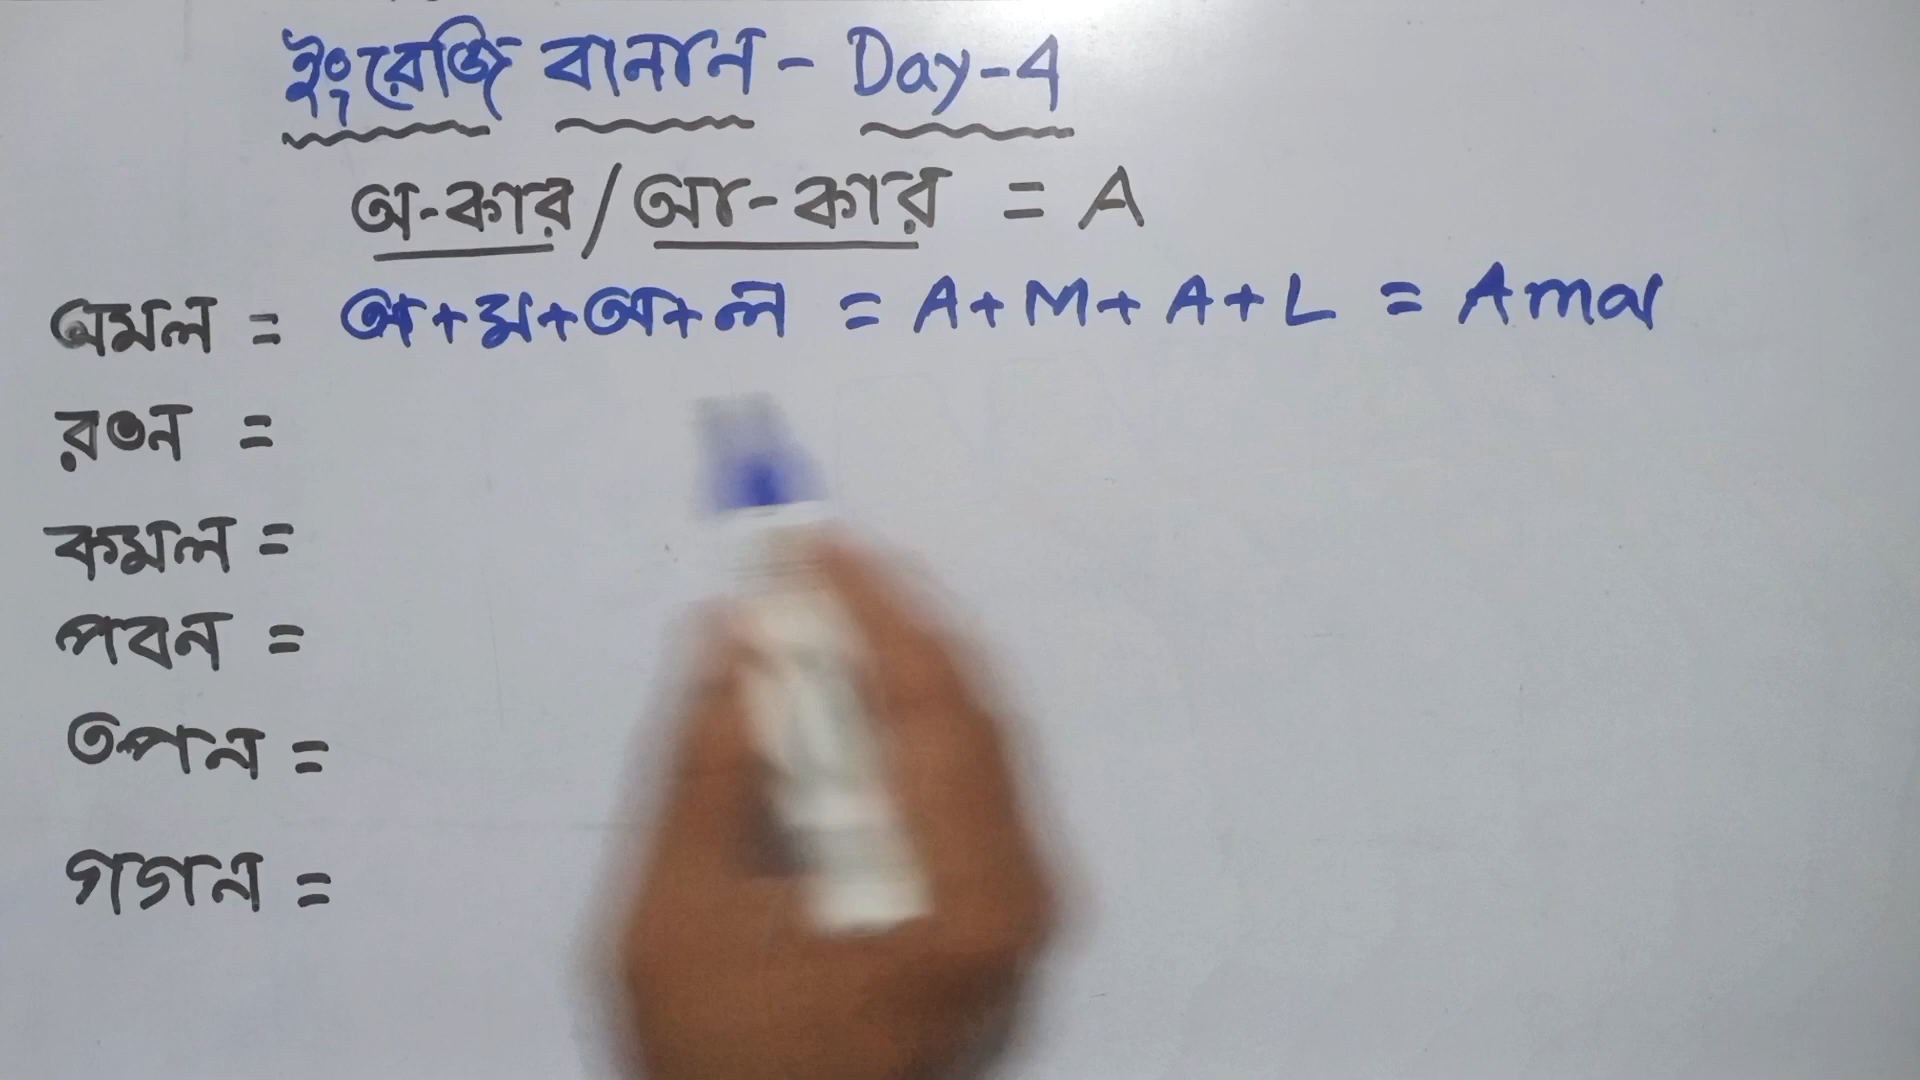 ইংরেজি বানান - Day-4
অ-কার/আ-কার = A
অমল = অ+ম+অ+ল = A+M+A+L = Amal
রতন =
কমল =
পবন =
তপন =
গগন =